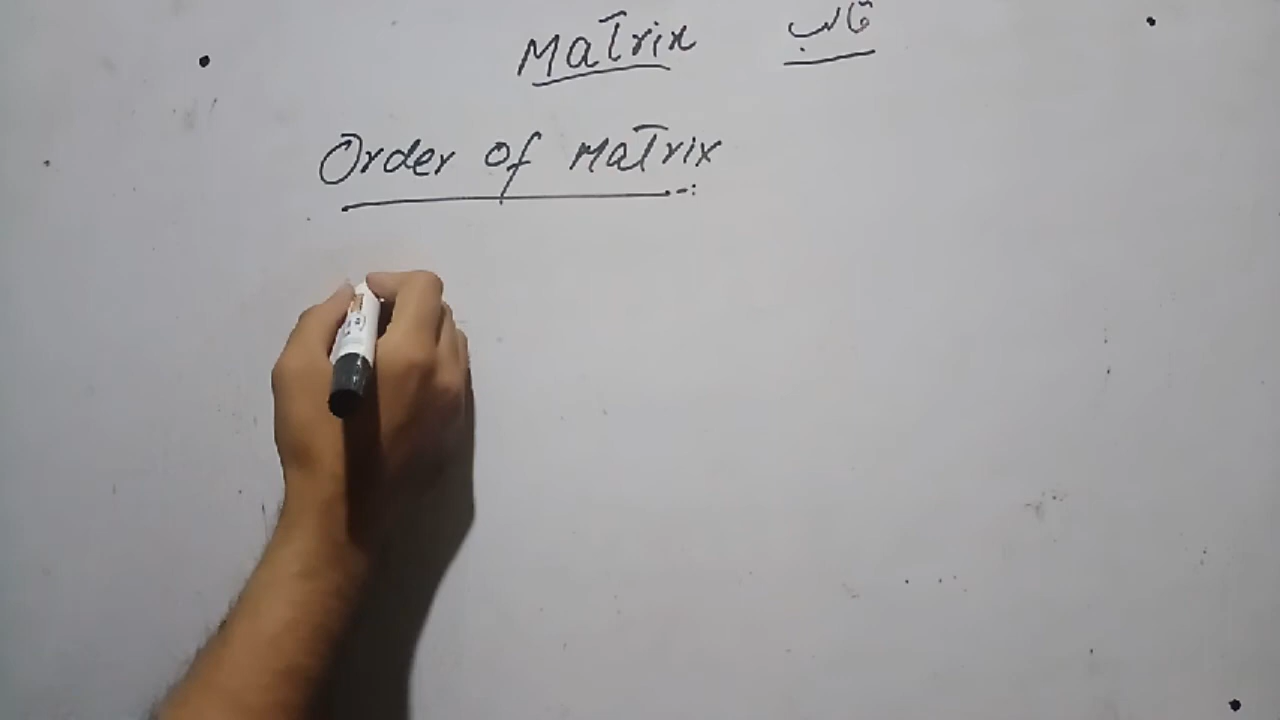 Matrix قالب
Order of Matrix :-